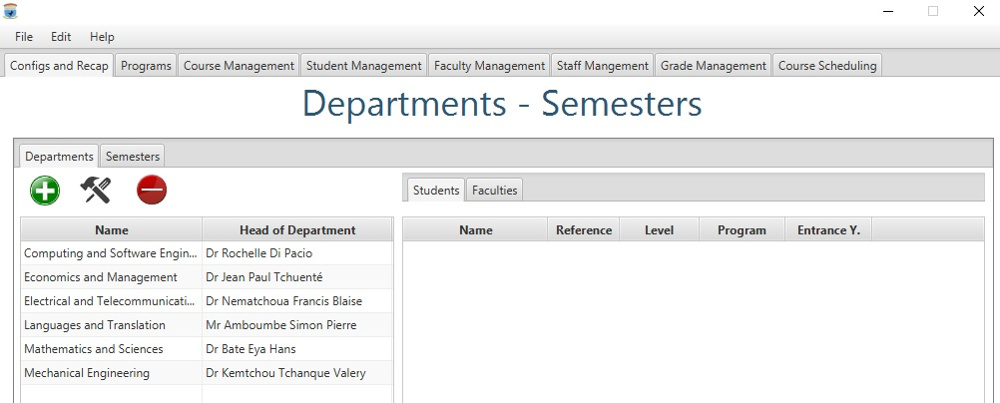 File Edit Help
Configs and Recap Programs Course Management Student Management Faculty Management Staff Mangement Grade Management Course Scheduling
Departments - Semesters
Departments Semesters
Students Faculties
Name Head of Department
Computing and Software Engin... Dr Rochelle Di Pacio
Economics and Management Dr Jean Paul Tchuenté
Electrical and Telecommunicati... Dr Nematchoua Francis Blaise
Languages and Translation Mr Amboumbe Simon Pierre
Mathematics and Sciences Dr Bate Eya Hans
Mechanical Engineering Dr Kemtchou Tchanque Valery
Name Reference Level Program Entrance Y.